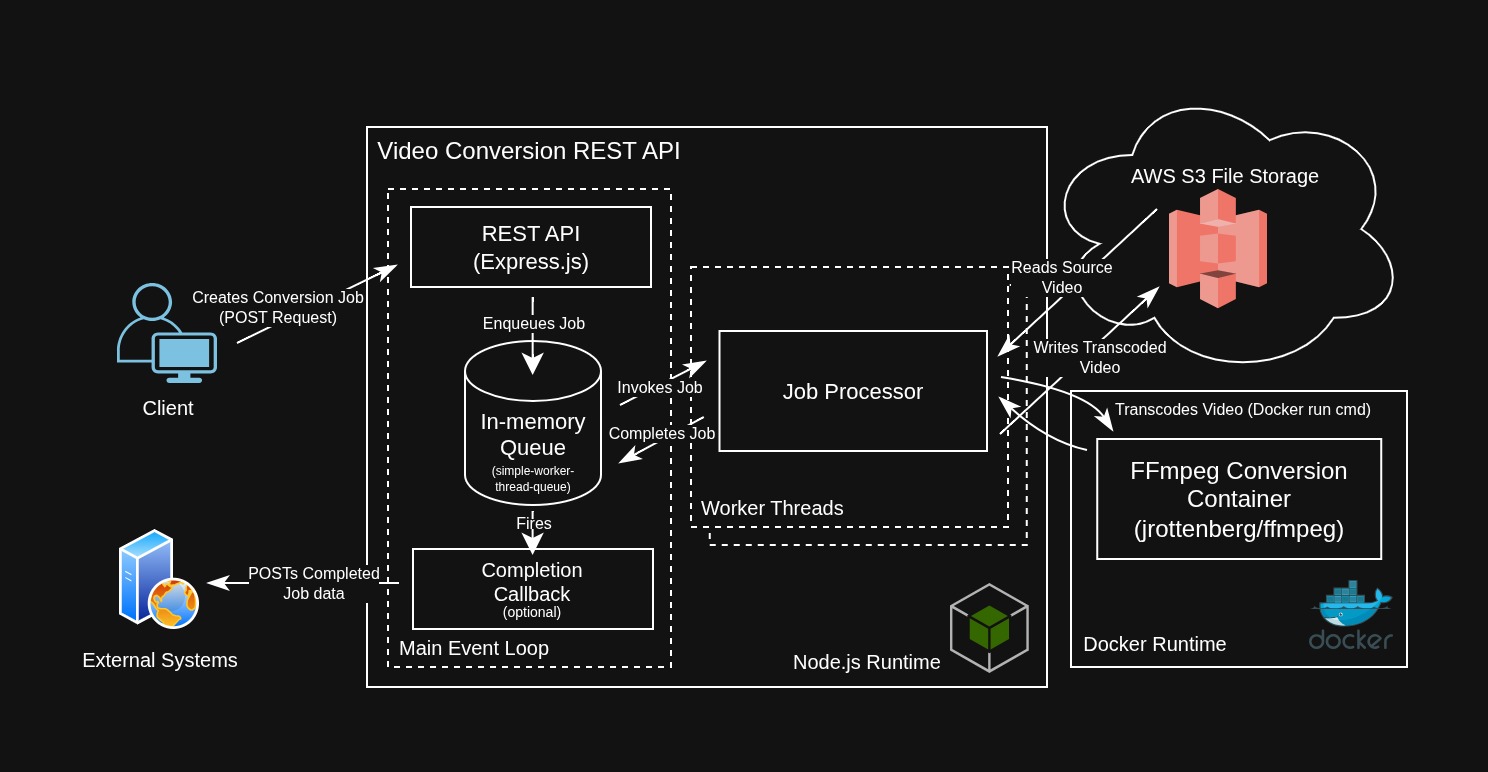 Video Conversion REST API
REST API
(Express.js)
Enqueues Job
In-memory
Queue
(simple-worker-
thread-queue)
Fires
Completion
Callback
(optional)
Main Event Loop
Creates Conversion Job
(POST Request)
Client
POSTs Completed
Job data
External Systems
Invokes Job
Completes Job
Job Processor
Worker Threads
Node.js Runtime
AWS S3 File Storage
Reads Source
Video
Writes Transcoded
Video
Transcodes Video (Docker run cmd)
FFmpeg Conversion
Container
(jrottenberg/ffmpeg)
Docker Runtime
docker